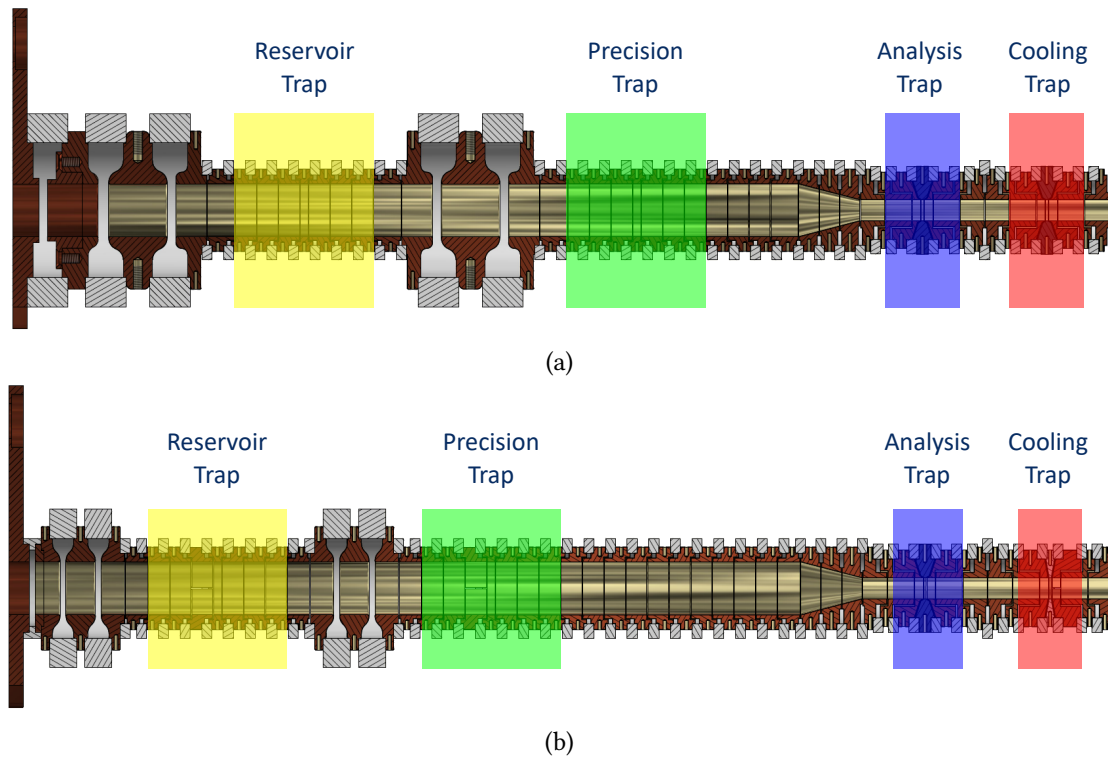 Reservoir
Trap
Precision
Trap
Analysis
Trap
Cooling
Trap
(a)
Reservoir
Trap
Precision
Trap
Analysis
Trap
Cooling
Trap
(b)